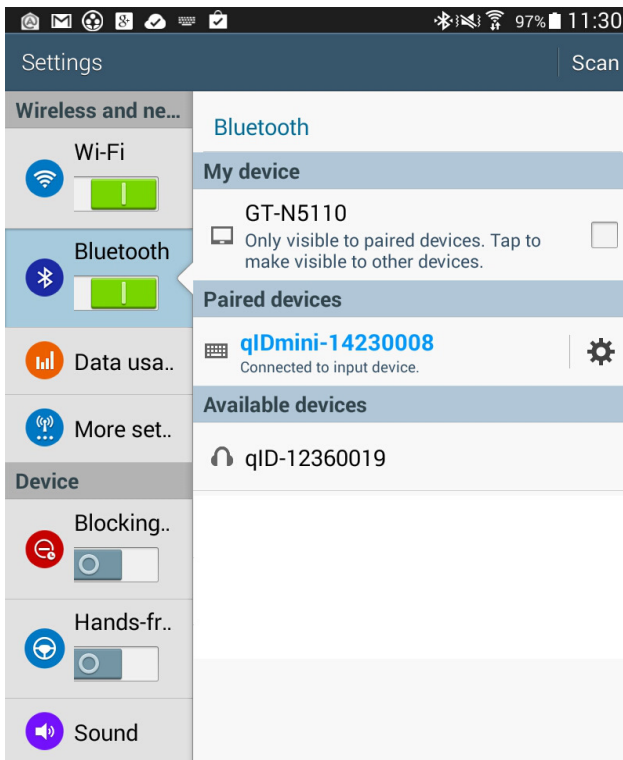 97% 11:30
Settings
Scan
Wireless and ne...
Wi-Fi
Bluetooth
Data usa..
More set..
Device
Blocking..
Hands-fr..
Sound
Bluetooth
My device
GT-N5110
Only visible to paired devices. Tap to
make visible to other devices.
Paired devices
qIDmini-14230008
Connected to input device.
Available devices
qID-12360019